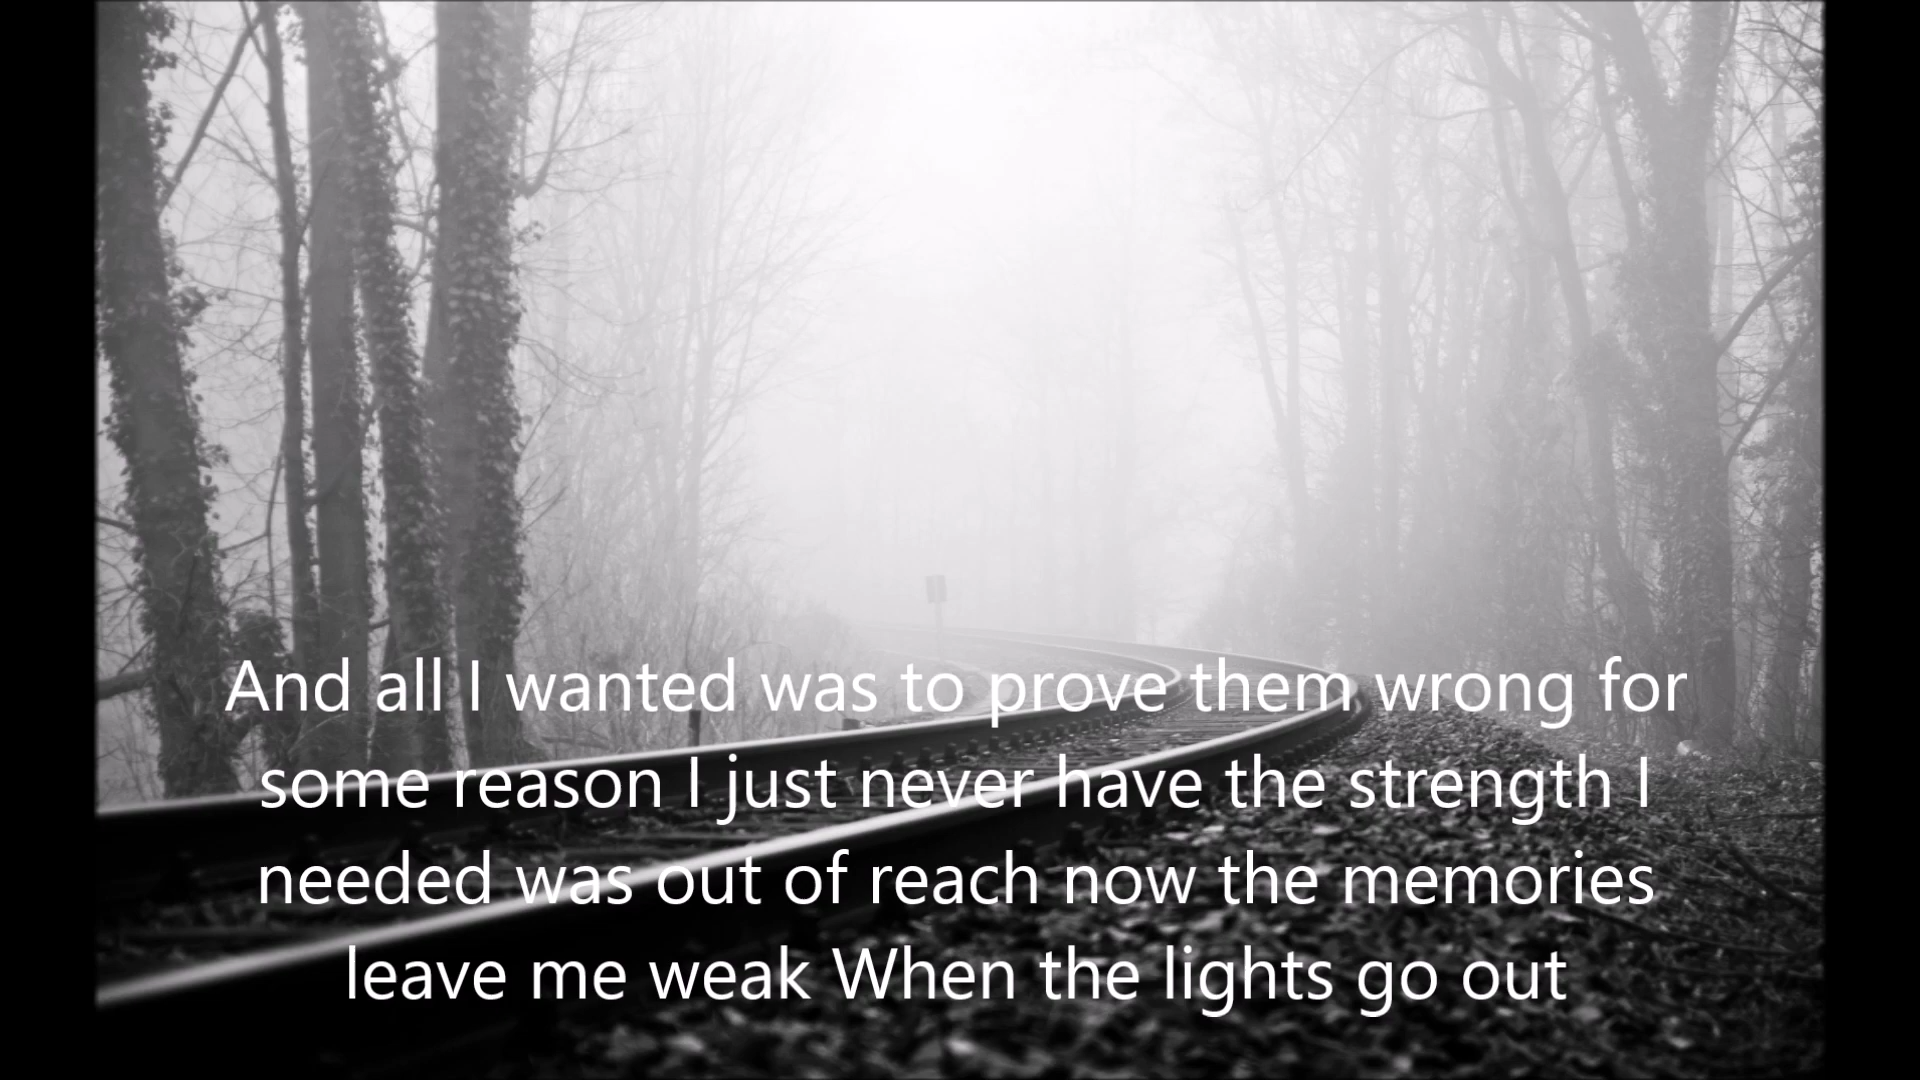 And all I wanted was to prove them wrong for
some reason I just never have the strength I
needed was out of reach now the memories
leave me weak When the lights go out